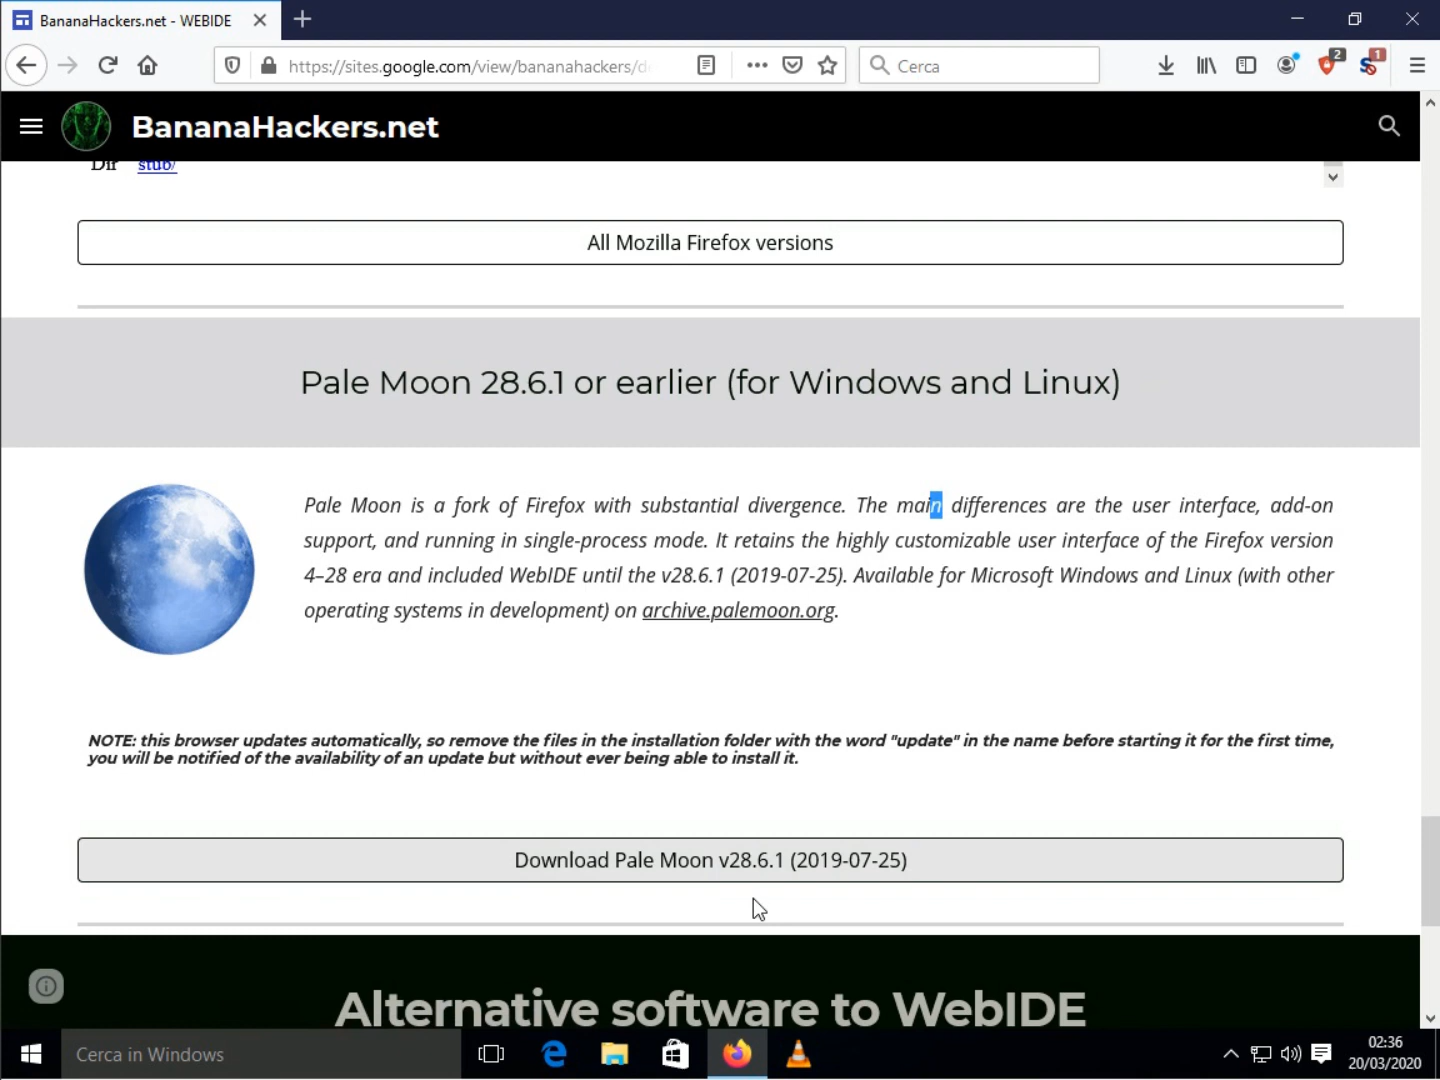 BananaHackers.net - WEBIDE
https://sites.google.com/view/bananahackers/d
Cerca
2
1
BananaHackers.net
Dir stub/
All Mozilla Firefox versions
Pale Moon 28.6.1 or earlier (for Windows and Linux)
Pale Moon is a fork of Firefox with substantial divergence. The main differences are the user interface, add-on
support, and running in single-process mode. It retains the highly customizable user interface of the Firefox version
4–28 era and included WebIDE until the v28.6.1 (2019-07-25). Available for Microsoft Windows and Linux (with other
operating systems in development) on archive.palemoon.org.
NOTE: this browser updates automatically, so remove the files in the installation folder with the word "update" in the name before starting it for the first time,
you will be notified of the availability of an update but without ever being able to install it.
Download Pale Moon v28.6.1 (2019-07-25)
Alternative software to WebIDE
Cerca in Windows
02:36
20/03/2020